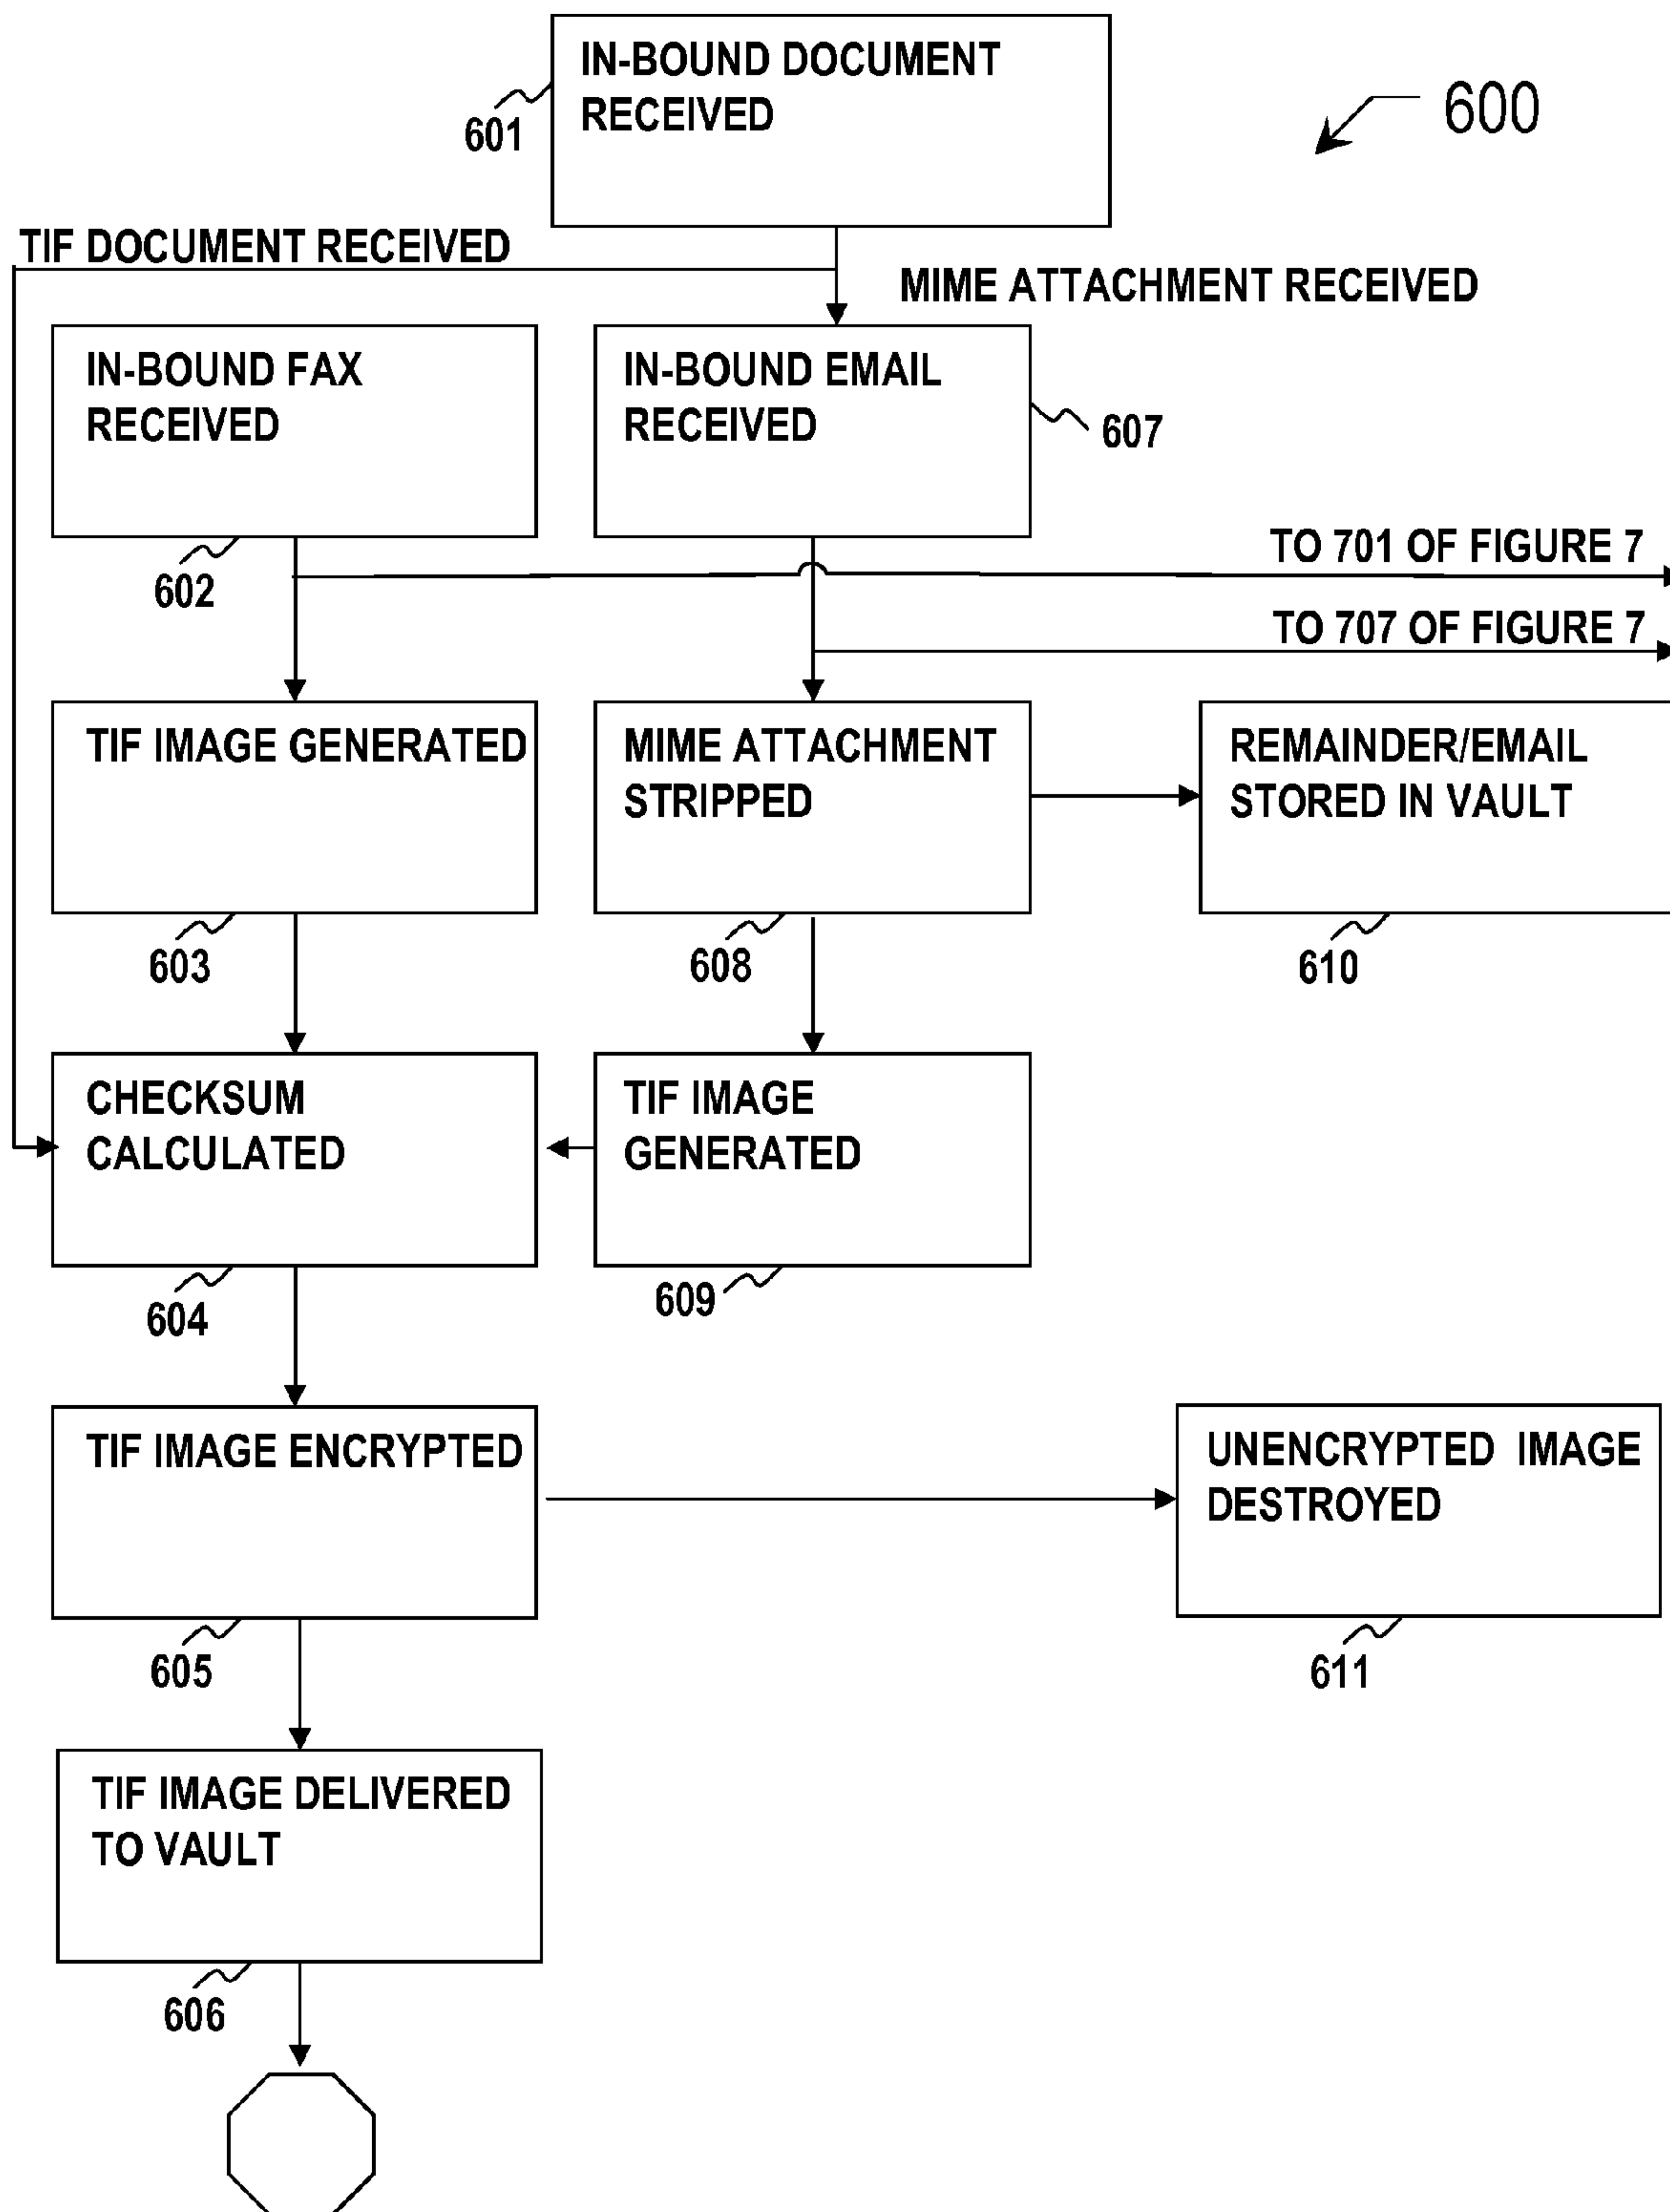 IN-BOUND DOCUMENT
RECEIVED
601
600
TIF DOCUMENT RECEIVED
MIME ATTACHMENT RECEIVED
IN-BOUND FAX
RECEIVED
602
IN-BOUND EMAIL
RECEIVED
607
TO 701 OF FIGURE 7
TO 707 OF FIGURE 7
TIF IMAGE GENERATED
603
MIME ATTACHMENT
STRIPPED
608
REMAINDER/EMAIL
STORED IN VAULT
610
CHECKSUM
CALCULATED
604
TIF IMAGE
GENERATED
609
TIF IMAGE ENCRYPTED
605
UNENCRYPTED IMAGE
DESTROYED
611
TIF IMAGE DELIVERED
TO VAULT
606